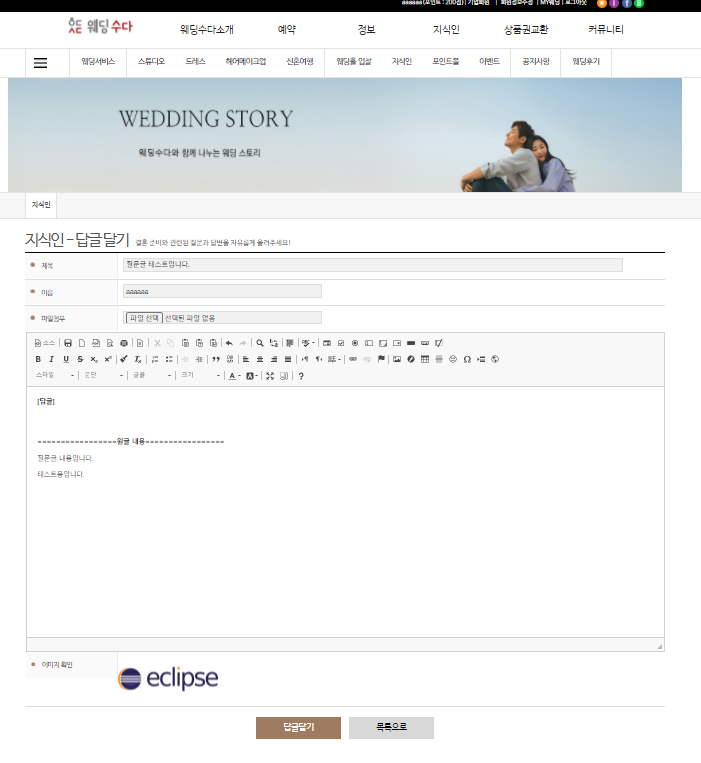 aaaaaa (포인트 : 200점) | 기업회원 | 회원정보수정 | MY웨딩 | 로그아웃
웨딩수다
웨딩수다소개 예약 정보 지식인 상품권교환 커뮤니티
웨딩서비스 스튜디오 드레스 헤어메이크업 신혼여행 웨딩홀 입찰 지식인 포인트몰 이벤트 공지사항 웨딩후기
WEDDING STORY
웨딩수다와 함께 나누는 웨딩 스토리
지식인
지식인 - 답글달기 결혼 준비와 관련된 질문과 답변을 자유롭게 올려주세요!
제목 질문글 테스트입니다.
이름 aaaaaa
파일첨부 파일 선택 선택된 파일 없음
소스
스타일 문단 글꼴 크기
[답글]
=================원글 내용=================
질문글 내용입니다.
테스트용입니다.
이미지 확인 eclipse
답글달기 목록으로